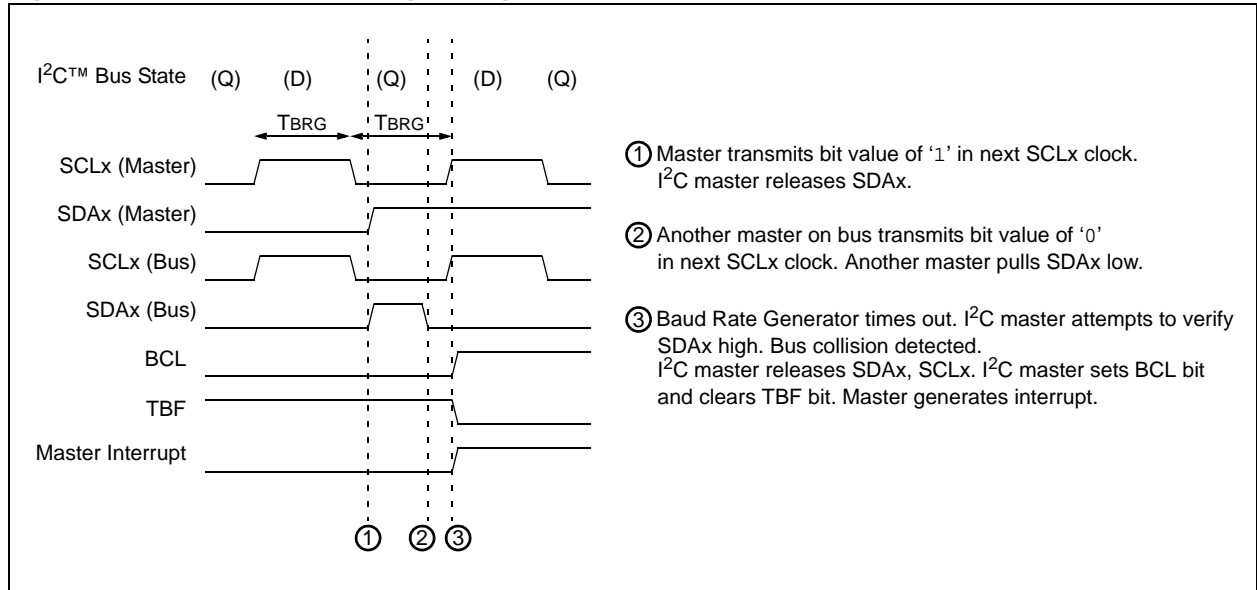 I²C™ Bus State (Q) (D) (Q) (D) (Q)
TBRG TBRG
SCLx (Master)
SDAx (Master)
SCLx (Bus)
SDAx (Bus)
BCL
TBF
Master Interrupt
1 2 3
① Master transmits bit value of ‘1’ in next SCLx clock.
I²C master releases SDAx.
② Another master on bus transmits bit value of ‘0’
in next SCLx clock. Another master pulls SDAx low.
③ Baud Rate Generator times out. I²C master attempts to verify
SDAx high. Bus collision detected.
I²C master releases SDAx, SCLx. I²C master sets BCL bit
and clears TBF bit. Master generates interrupt.